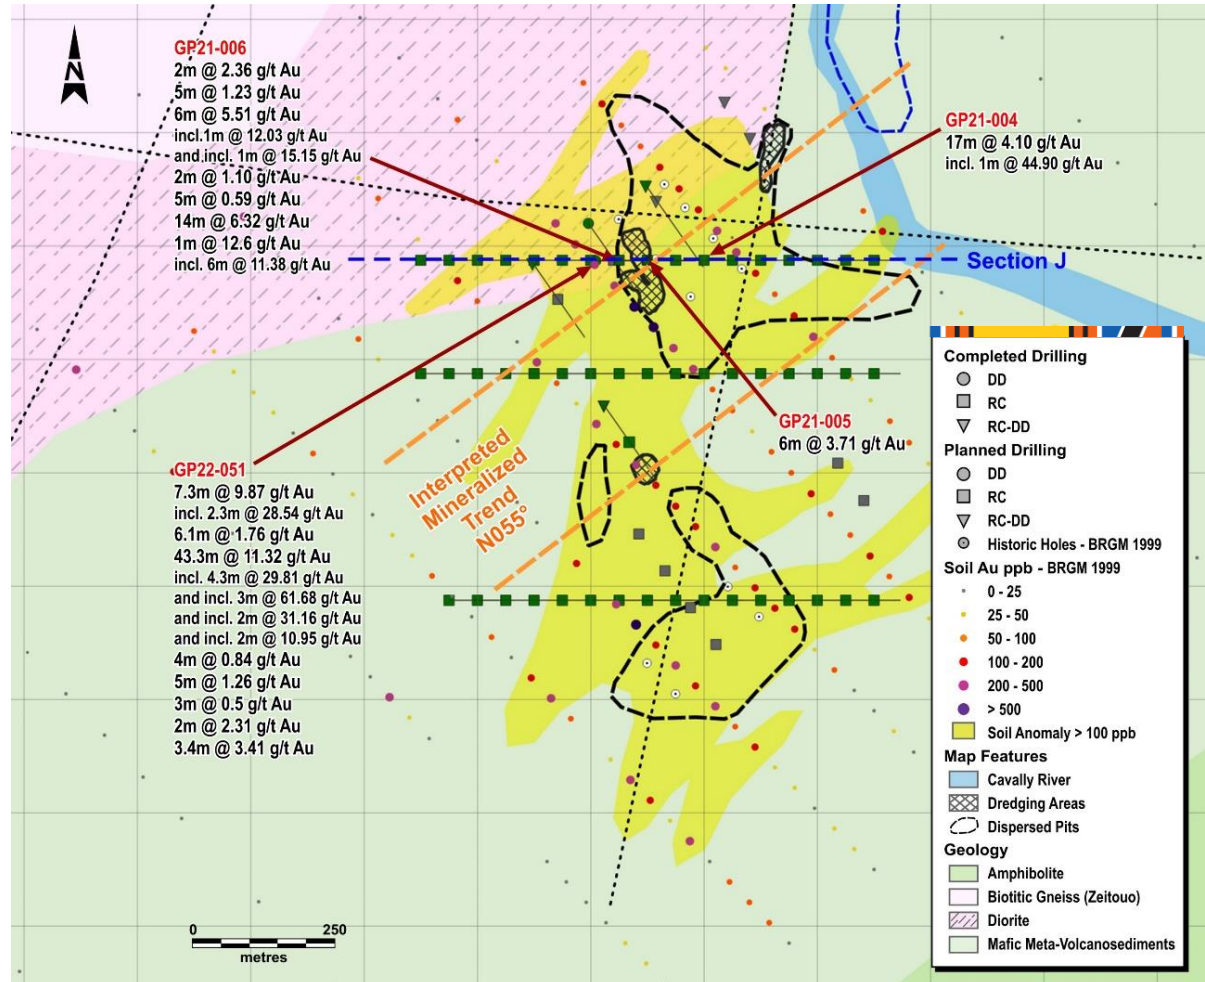 N
GP21-006
2m @ 2.36 g/t Au
5m @ 1.23 g/t Au
6m @ 5.51 g/t Au
incl.1m @ 12.03 g/t Au
and incl. 1m @ 15.15 g/t Au
2m @ 1.10 g/t Au
5m @ 0.59 g/t Au
14m @ 6.32 g/t Au
1m @ 12.6 g/t Au
incl. 6m @ 11.38 g/t Au
GP21-004
17m @ 4.10 g/t Au
incl. 1m @ 44.90 g/t Au
Section J
GP21-005
6m @ 3.71 g/t Au
Interpreted
Mineralized
Trend
N055°
GP22-051
7.3m @ 9.87 g/t Au
incl. 2.3m @ 28.54 g/t Au
6.1m @ 1.76 g/t Au
43.3m @ 11.32 g/t Au
incl. 4.3m @ 29.81 g/t Au
and incl. 3m @ 61.68 g/t Au
and incl. 2m @ 31.16 g/t Au
and incl. 2m @ 10.95 g/t Au
4m @ 0.84 g/t Au
5m @ 1.26 g/t Au
3m @ 0.5 g/t Au
2m @ 2.31 g/t Au
3.4m @ 3.41 g/t Au
0 250
metres
Completed Drilling
DD
RC
RC-DD
Planned Drilling
DD
RC
RC-DD
Historic Holes - BRGM 1999
Soil Au ppb - BRGM 1999
0 - 25
25 - 50
50 - 100
100 - 200
200 - 500
> 500
Soil Anomaly > 100 ppb
Map Features
Cavally River
Dredging Areas
Dispersed Pits
Geology
Amphibolite
Biotitic Gneiss (Zeitouo)
Diorite
Mafic Meta-Volcanosediments